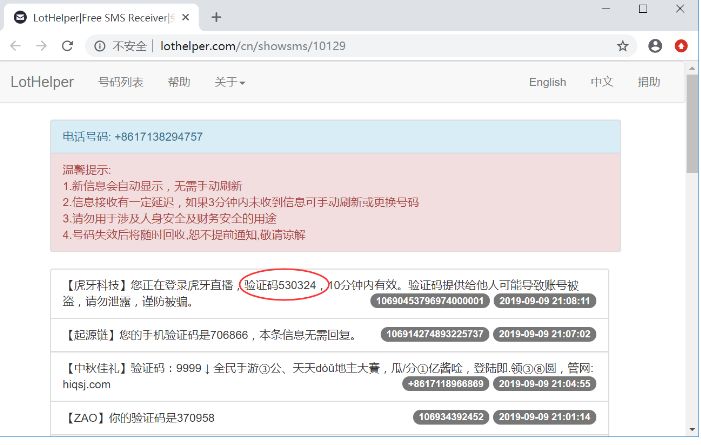 LotHelper|Free SMS Receiver|S
不安全 | lothelper.com/cn/showsms/10129
LotHelper 号码列表 帮助 关于 English 中文 捐助
电话号码: +8617138294757
温馨提示:
1.新信息会自动显示，无需手动刷新
2.信息接收有一定延迟，如果3分钟内未收到信息可手动刷新或更换号码
3.请勿用于涉及人身安全及财务安全的用途
4.号码失效后将随时回收,恕不提前通知,敬请谅解
【虎牙科技】您正在登录虎牙直播，验证码530324，10分钟内有效。验证码提供给他人可能导致账号被
盗，请勿泄露，谨防被骗。 10690453796974000001 2019-09-09 21:08:11
【起源链】您的手机验证码是706866，本条信息无需回复。 106914274893225737 2019-09-09 21:07:02
【中秋佳礼】验证码：9999↓全民手游③公、天天dóü地主大賽，瓜/分①亿酱唫，登陆即.领③⑧圆，管网:
hiqsj.com +8617118966869 2019-09-09 21:04:55
【ZAO】你的验证码是370958 106934392452 2019-09-09 21:01:14